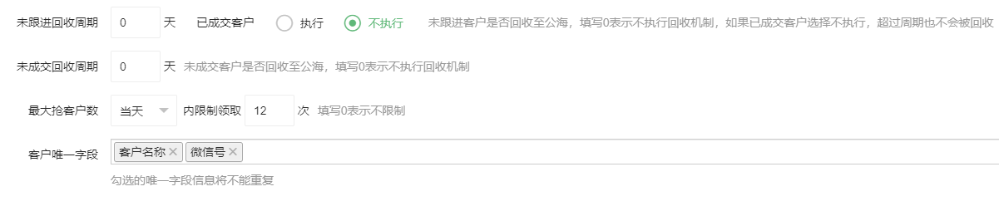 未跟进回收周期 0 天 已成交客户 执行 不执行 未跟进客户是否回收至公海，填写0表示不执行回收机制，如果已成交客户选择不执行，超过周期也不会被回收
未成交回收周期 0 天 未成交客户是否回收至公海，填写0表示不执行回收机制
最大抢客户数 当天 内限制领取 12 次 填写0表示不限制
客户唯一字段 客户名称 微信号
勾选的唯一字段信息将不能重复